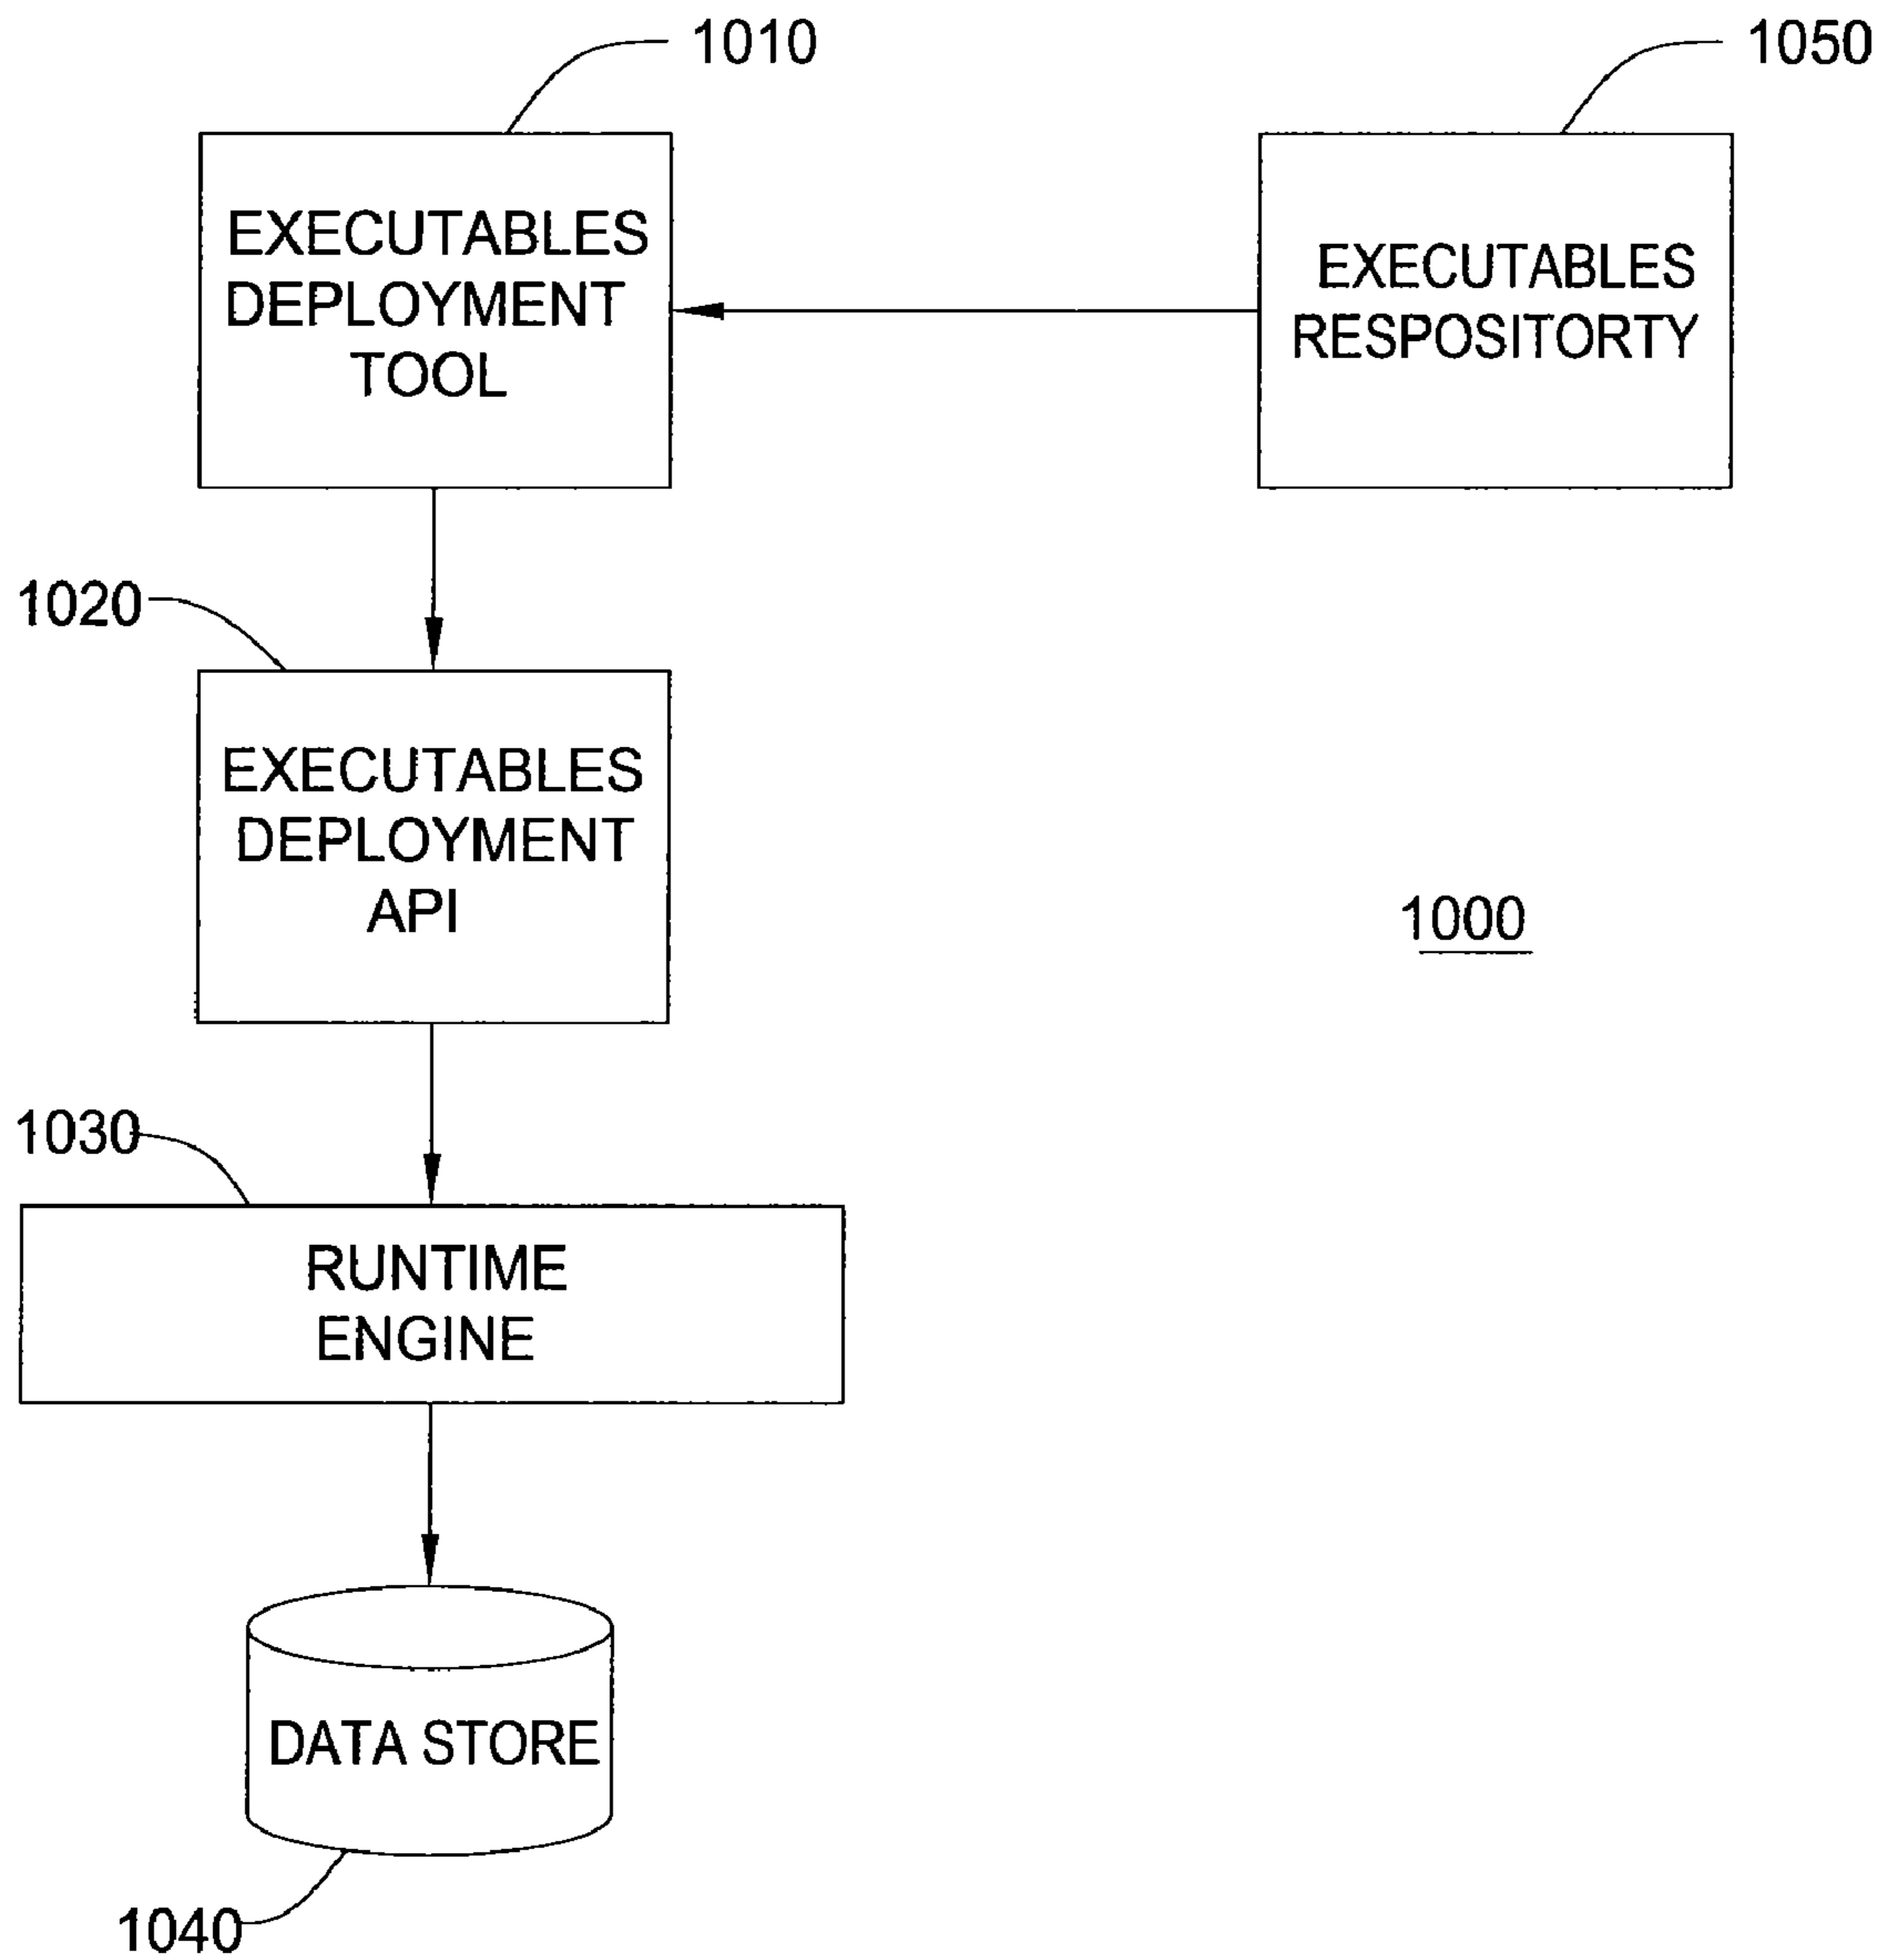 1010
1050
EXECUTABLES
DEPLOYMENT
TOOL
EXECUTABLES
RESPOSITORTY
1020
EXECUTABLES
DEPLOYMENT
API
1000
1030
RUNTIME
ENGINE
DATA STORE
1040